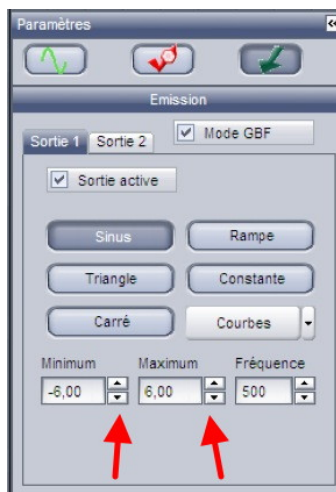 Paramètres
Emission
Sortie 1 Sortie 2 Mode GBF
Sortie active
Sinus Rampe
Triangle Constante
Carré Courbes
Minimum Maximum Fréquence
-6,00 6,00 500